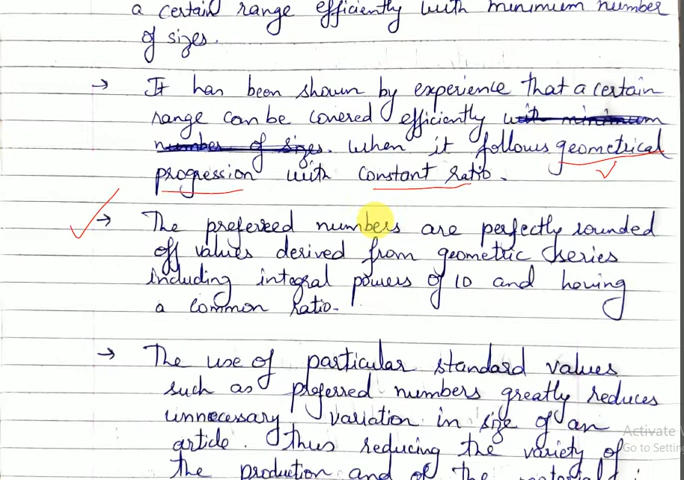 a certain range efficiently with minimum number
of sizes.
→ It has been shown by experience that a certain
range can be covered efficiently with minimum
number of sizes. when it follows geometrical
progression with constant ratio.
→ The prefereed numbers are perfectly rounded
off values derived from geometric series
including integral powers of 10 and having
a common ratio.
→ The use of particular standard values
such as preferred numbers greatly reduces
unnecessary variation in size of an
article. Thus reducing the variety of
the production and of the
Activate
Go to Settin